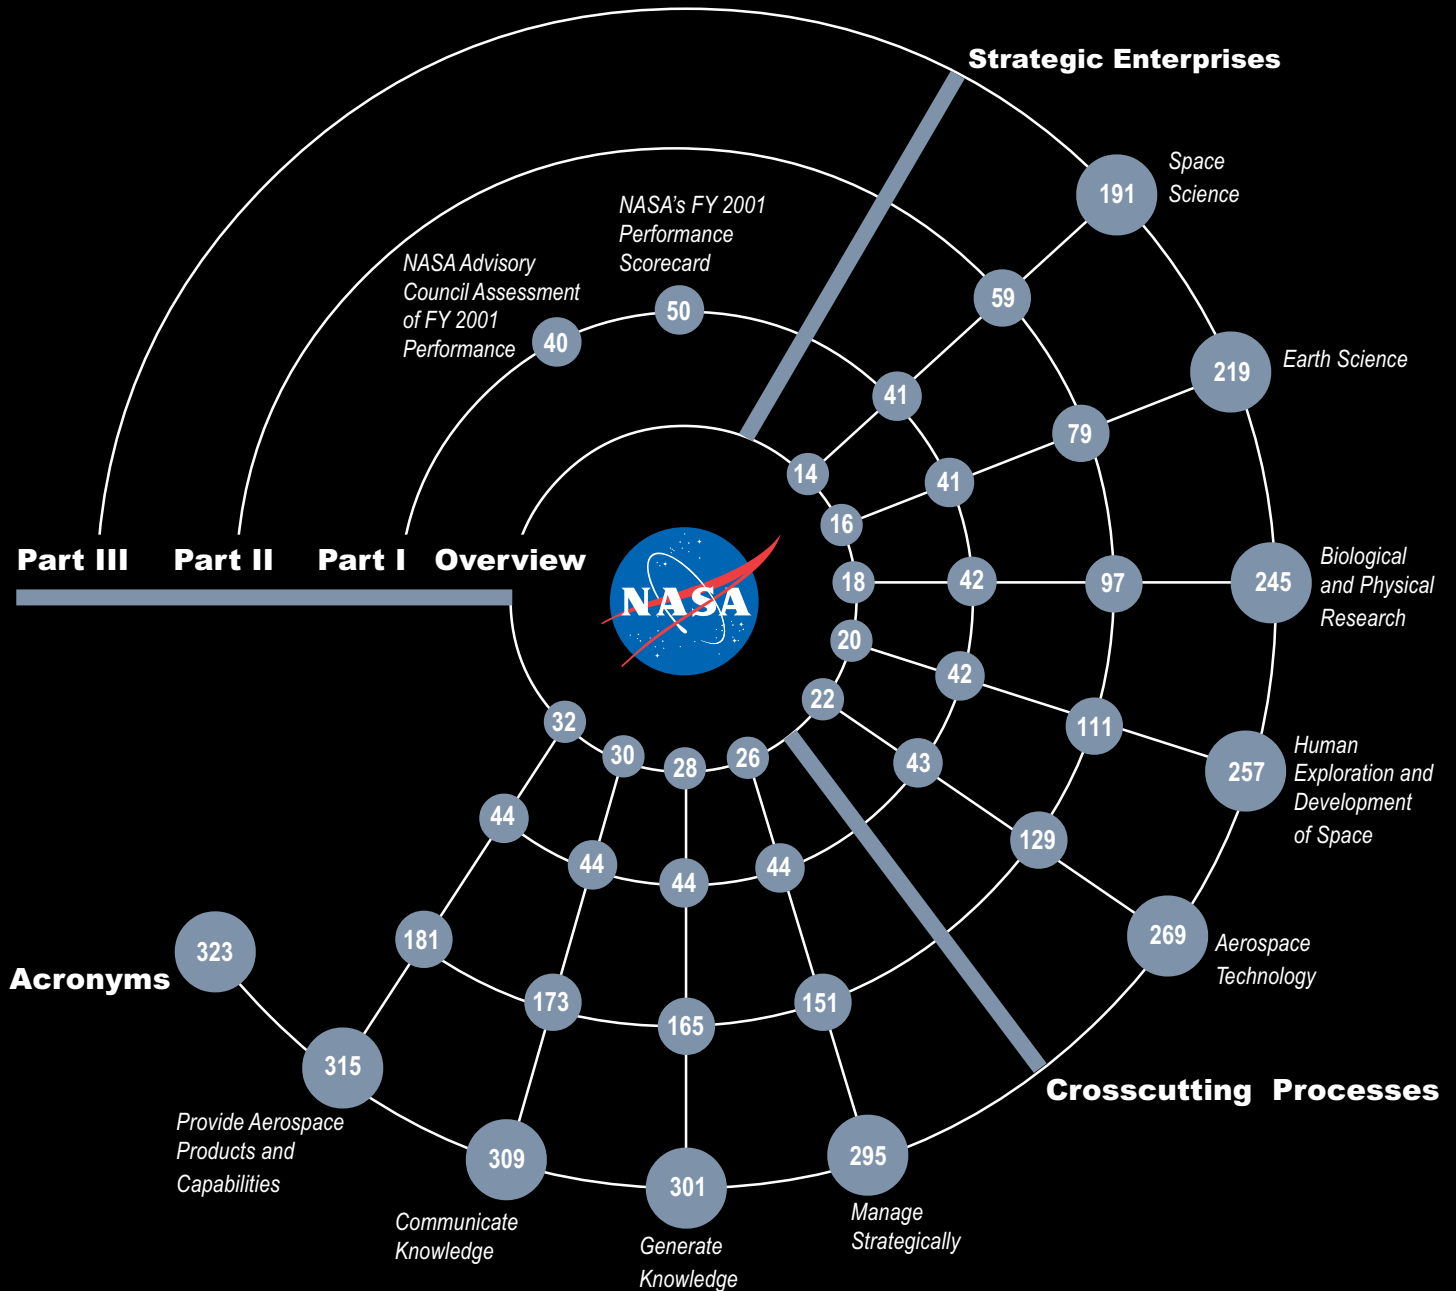 Strategic Enterprises
Space
Science
191
NASA's FY 2001
Performance
Scorecard
NASA Advisory
Council Assessment
of FY 2001
Performance
59
50
40
219
Earth Science
41
79
14
41
16
Part III
Part II
Part I
Overview
NASA
18
42
97
245
Biological
and Physical
Research
20
42
22
111
32
30
28
26
43
257
Human
Exploration and
Development
of Space
44
44
44
44
129
323
181
269
Aerospace
Technology
Acronyms
173
165
151
315
Crosscutting Processes
Provide Aerospace
Products and
Capabilities
309
301
295
Communicate
Knowledge
Generate
Knowledge
Manage
Strategically